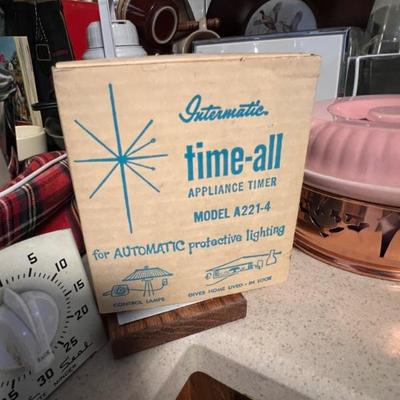 Intermatic
time-all
APPLIANCE TIMER
MODEL A221-4
for AUTOMATIC protective lighting
CONTROL LAMPS
GIVES HOME LIVED-IN LOOK
5
10
15
20
25
30
35